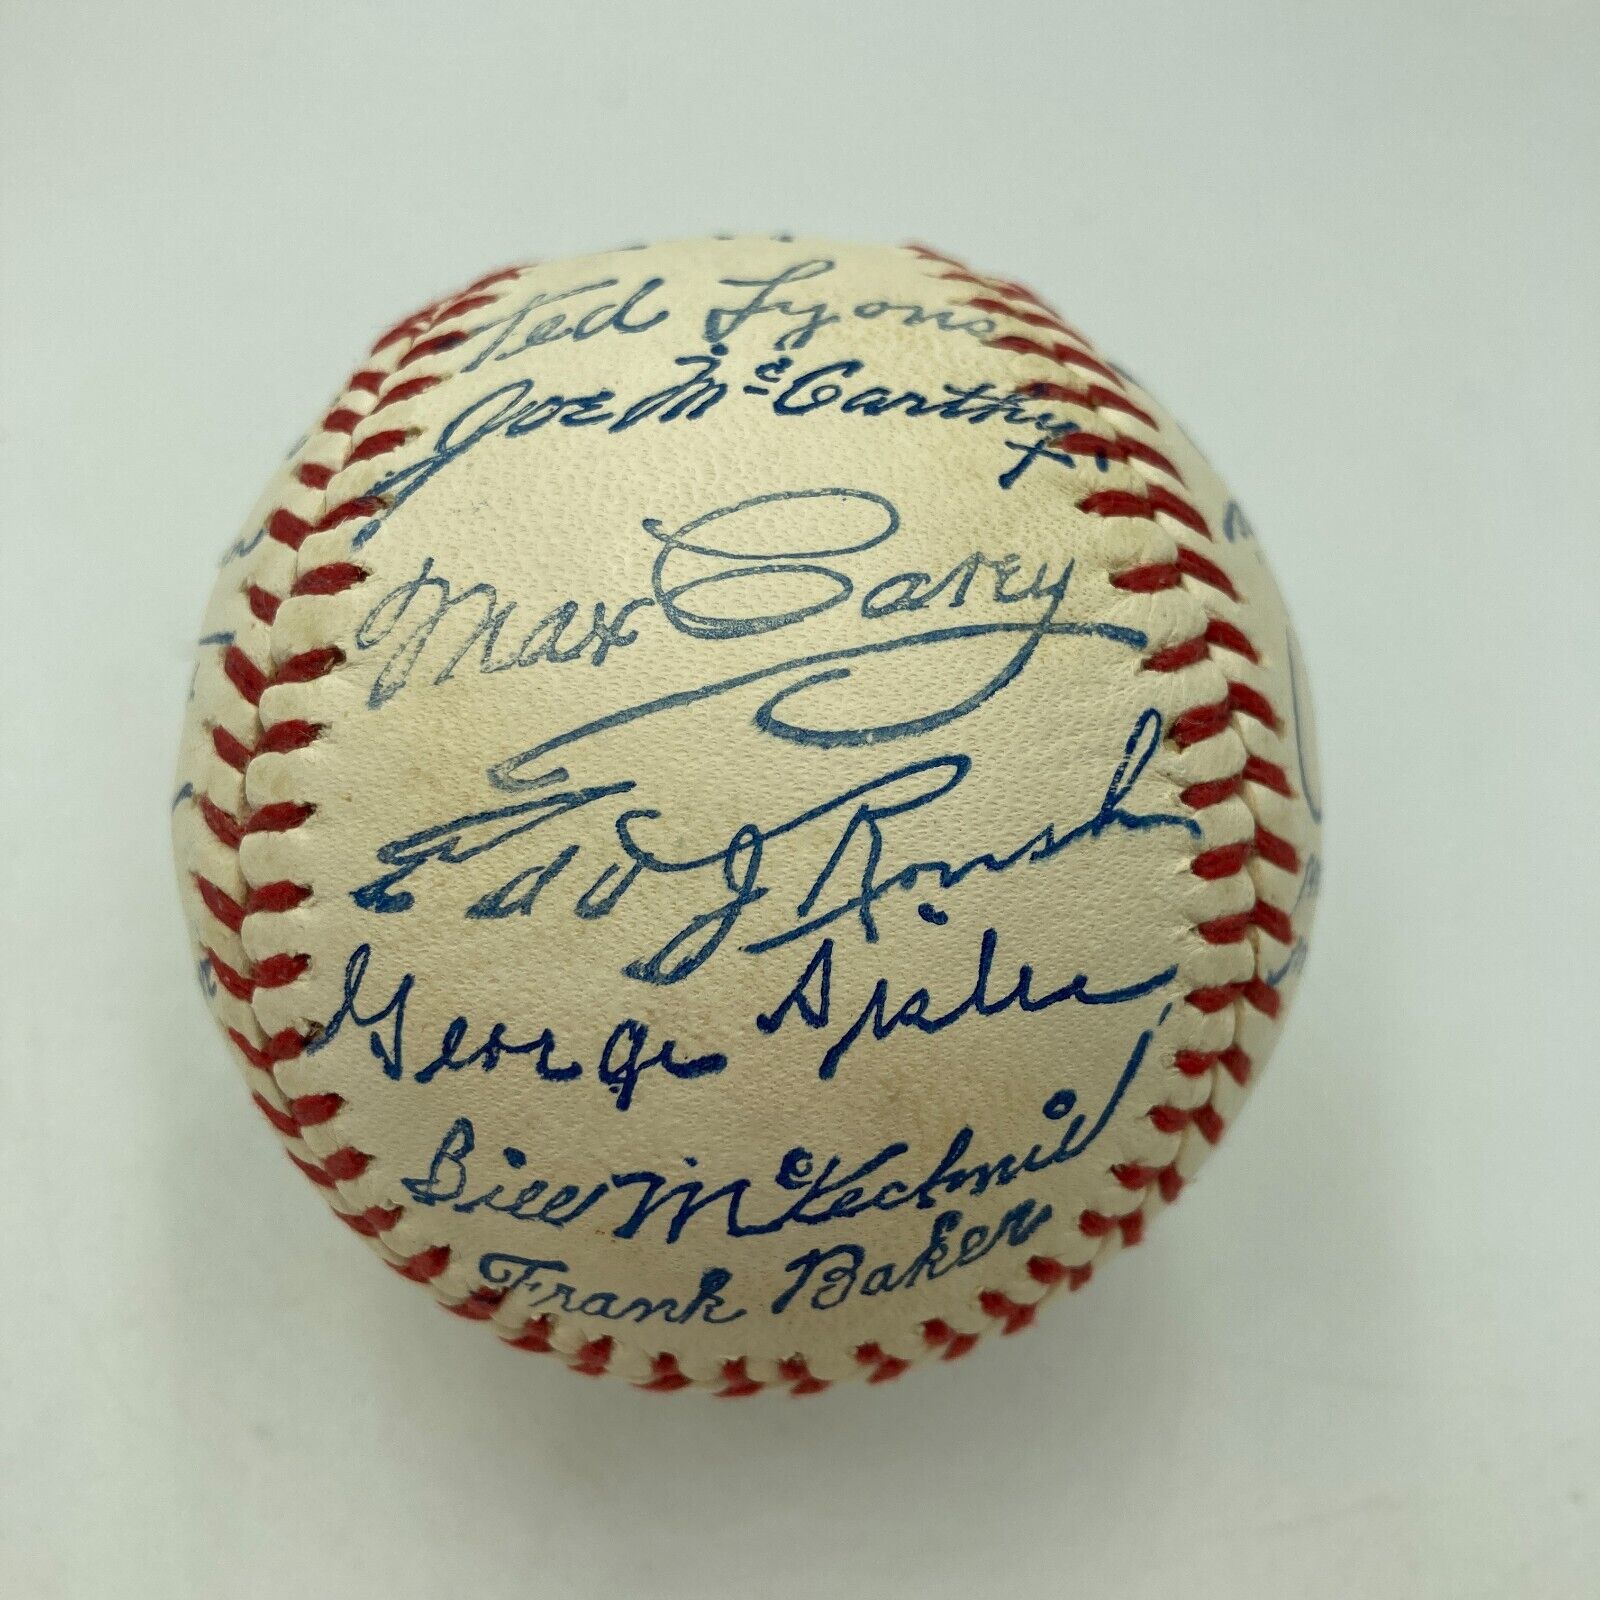 Ted Lyons
Joe McCarthy
Max Carey
Edd J Roush
George Sisler
Bill McKechnie
Frank Baker